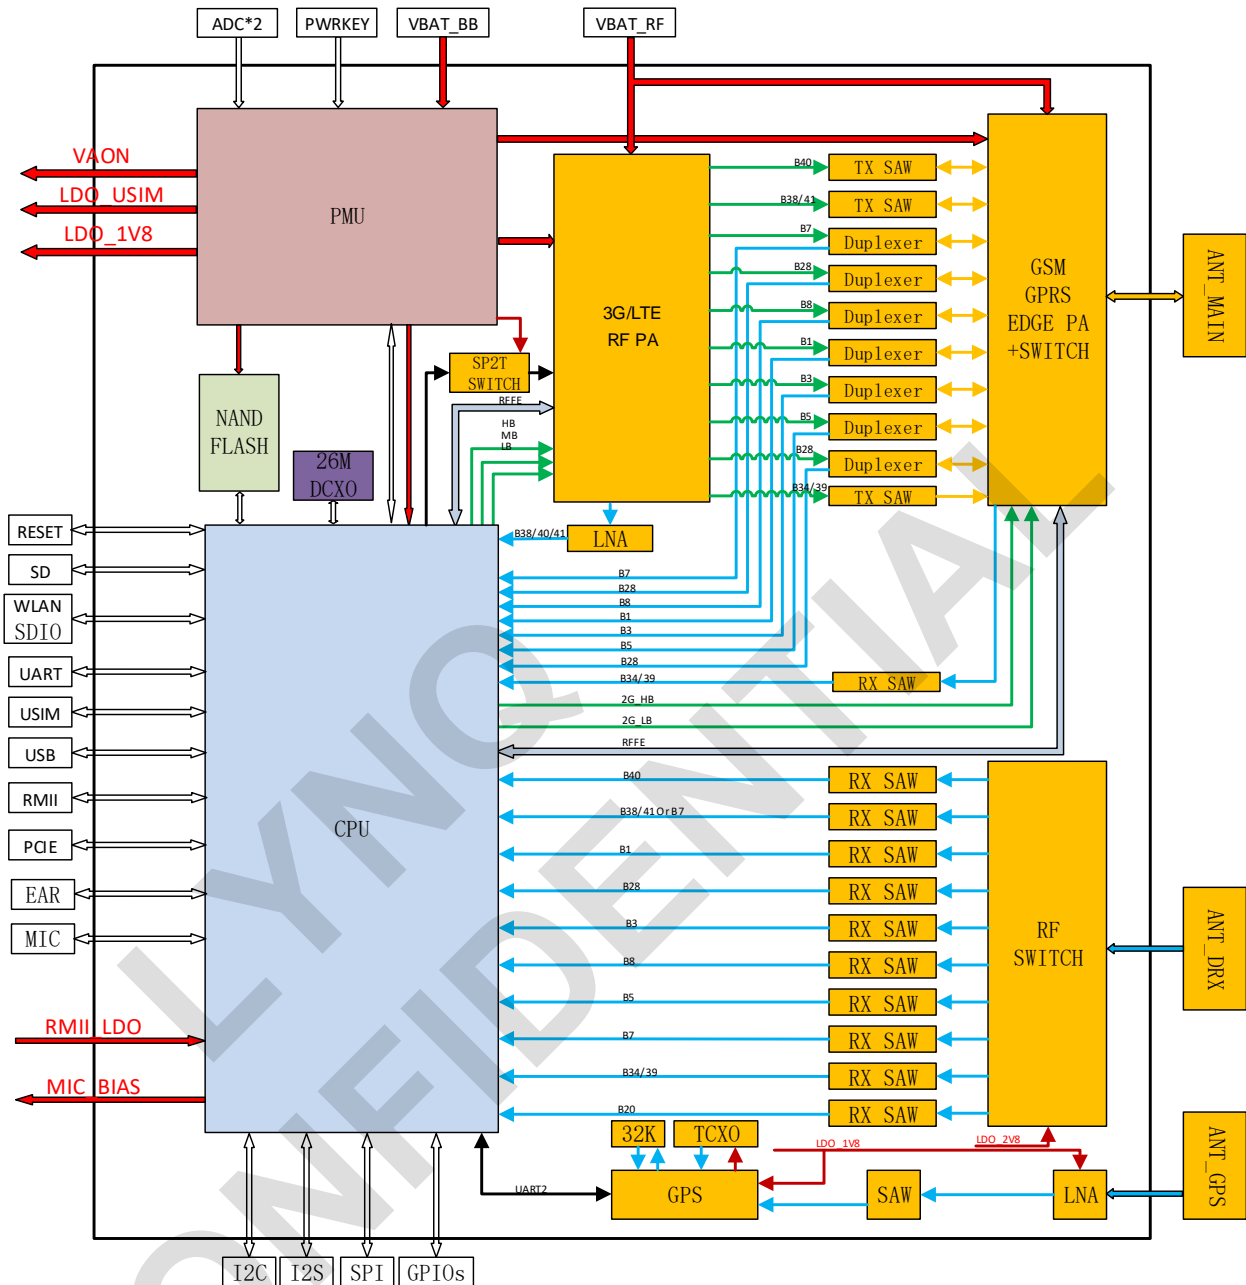 ADC*2
PWRKEY
VBAT_BB
VBAT_RF
VAON
LDO_USIM
LDO_1V8
PMU
3G/LTE
RF PA
B40
TX SAW
B38/41
TX SAW
B7
Duplexer
B28
Duplexer
B8
Duplexer
B1
Duplexer
B3
Duplexer
B5
Duplexer
B28
Duplexer
B34/39
TX SAW
GSM
GPRS
EDGE PA
+SWITCH
ANT_MAIN
SP2T
SWITCH
RFFE
HB
MB
LB
NAND
FLASH
26M
DCXO
B38/40/41
LNA
RESET
SD
WLAN
SDIO
UART
USIM
USB
RMII
PCIE
EAR
MIC
RMII_LDO
MIC_BIAS
CPU
B7
B28
B8
B1
B3
B5
B28
B34/39
RX SAW
2G_HB
2G_LB
RFFE
B40
RX SAW
B38/41 Or B7
RX SAW
B1
RX SAW
B28
RX SAW
B3
RX SAW
B8
RX SAW
B5
RX SAW
B7
RX SAW
B34/39
RX SAW
B20
RX SAW
RF
SWITCH
ANT_DRX
32K
TCXO
LDO_1V8
LDO_2V8
UART2
GPS
SAW
LNA
ANT_GPS
I2C
I2S
SPI
GPIOs
LYNQ
CONFIDENTIAL